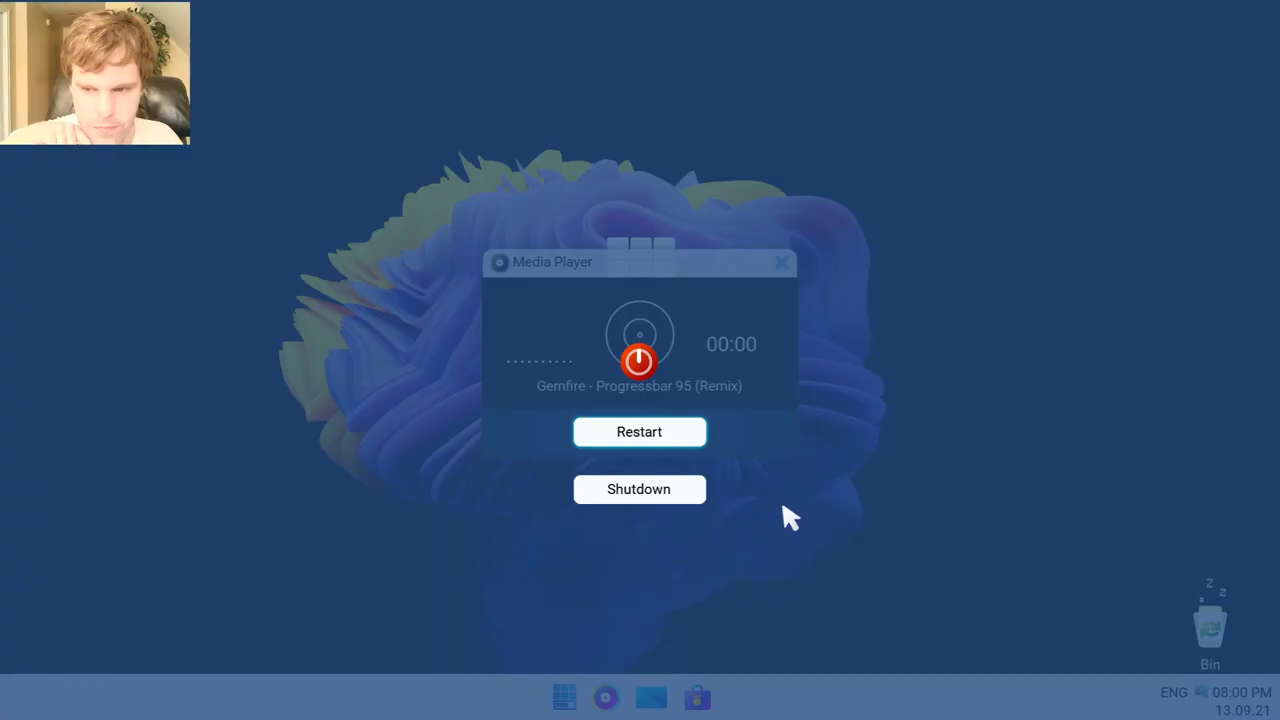 Media Player
00:00
Gemfire - Progressbar 95 (Remix)
Restart
Shutdown
z
z
z
Bin
ENG 08:00 PM
13.09.21